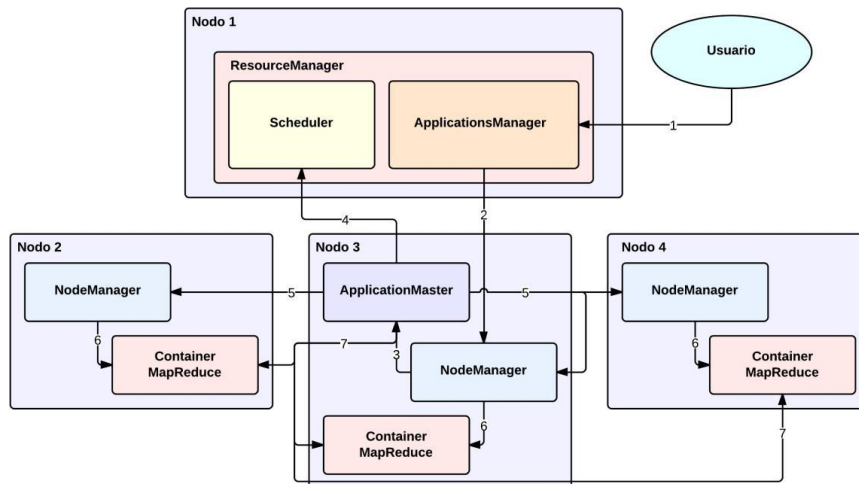 Nodo 1
Usuario
ResourceManager
Scheduler
ApplicationsManager
1
2
4
Nodo 2
Nodo 3
Nodo 4
NodeManager
ApplicationMaster
NodeManager
5
5
6
7
3
6
Container
MapReduce
NodeManager
Container
MapReduce
6
Container
MapReduce
7